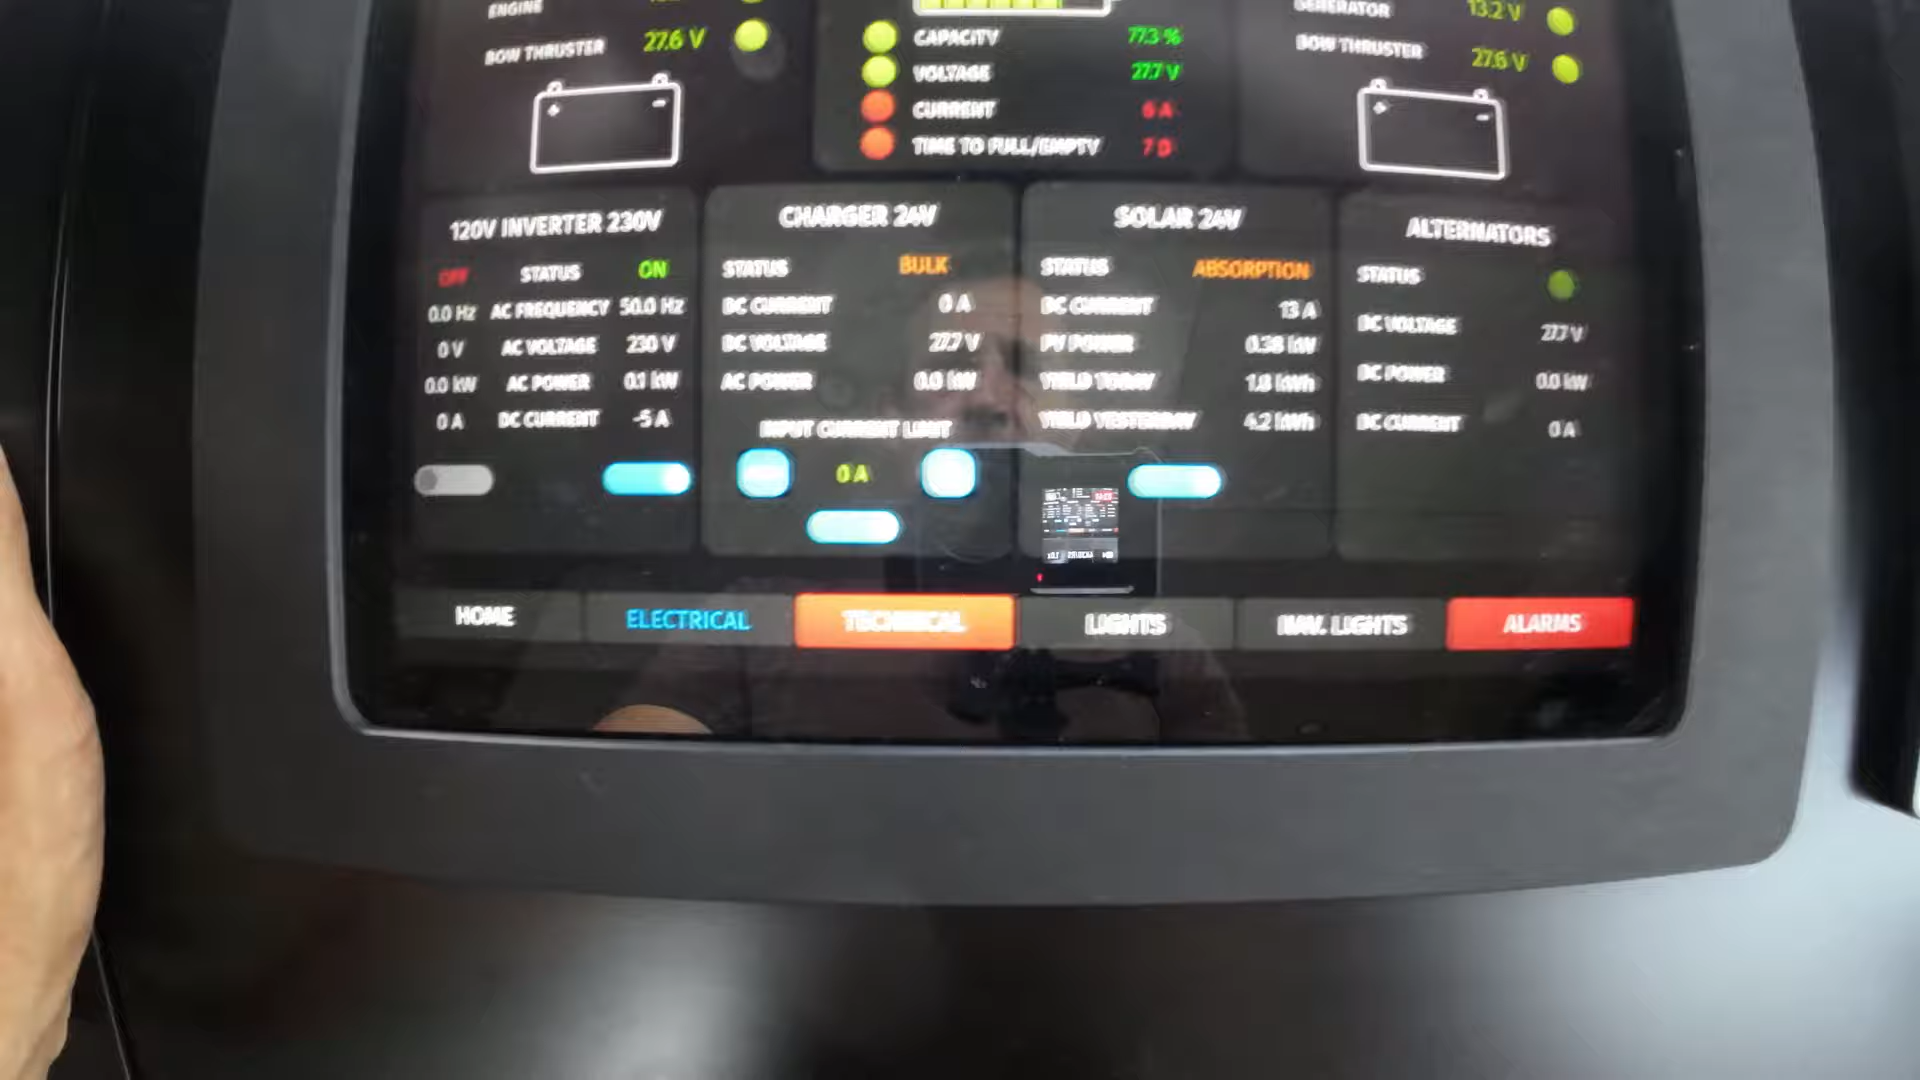 ENGINE
BOW THRUSTER 27.6 V
CAPACITY 77.3 %
VOLTAGE 27.7 V
CURRENT 6 A
TIME TO FULL/EMPTY 7 D
GENERATOR 13.2 V
BOW THRUSTER 27.6 V
120V INVERTER 230V
OFF STATUS ON
0.0 Hz AC FREQUENCY 50.0 Hz
0 V AC VOLTAGE 230 V
0.0 kW AC POWER 0.1 kW
0 A DC CURRENT -5 A
CHARGER 24V
STATUS BULK
DC CURRENT 0 A
DC VOLTAGE 27.7 V
AC POWER 0.0 kW
INPUT CURRENT LIMIT
0 A
SOLAR 24V
STATUS ABSORPTION
DC CURRENT 13 A
PV POWER 0.38 kW
YIELD TODAY 1.8 kWh
YIELD YESTERDAY 4.2 kWh
ALTERNATORS
STATUS
DC VOLTAGE 27.7 V
DC POWER 0.0 kW
DC CURRENT 0 A
HOME ELECTRICAL TECHNICAL LIGHTS NAV. LIGHTS ALARMS